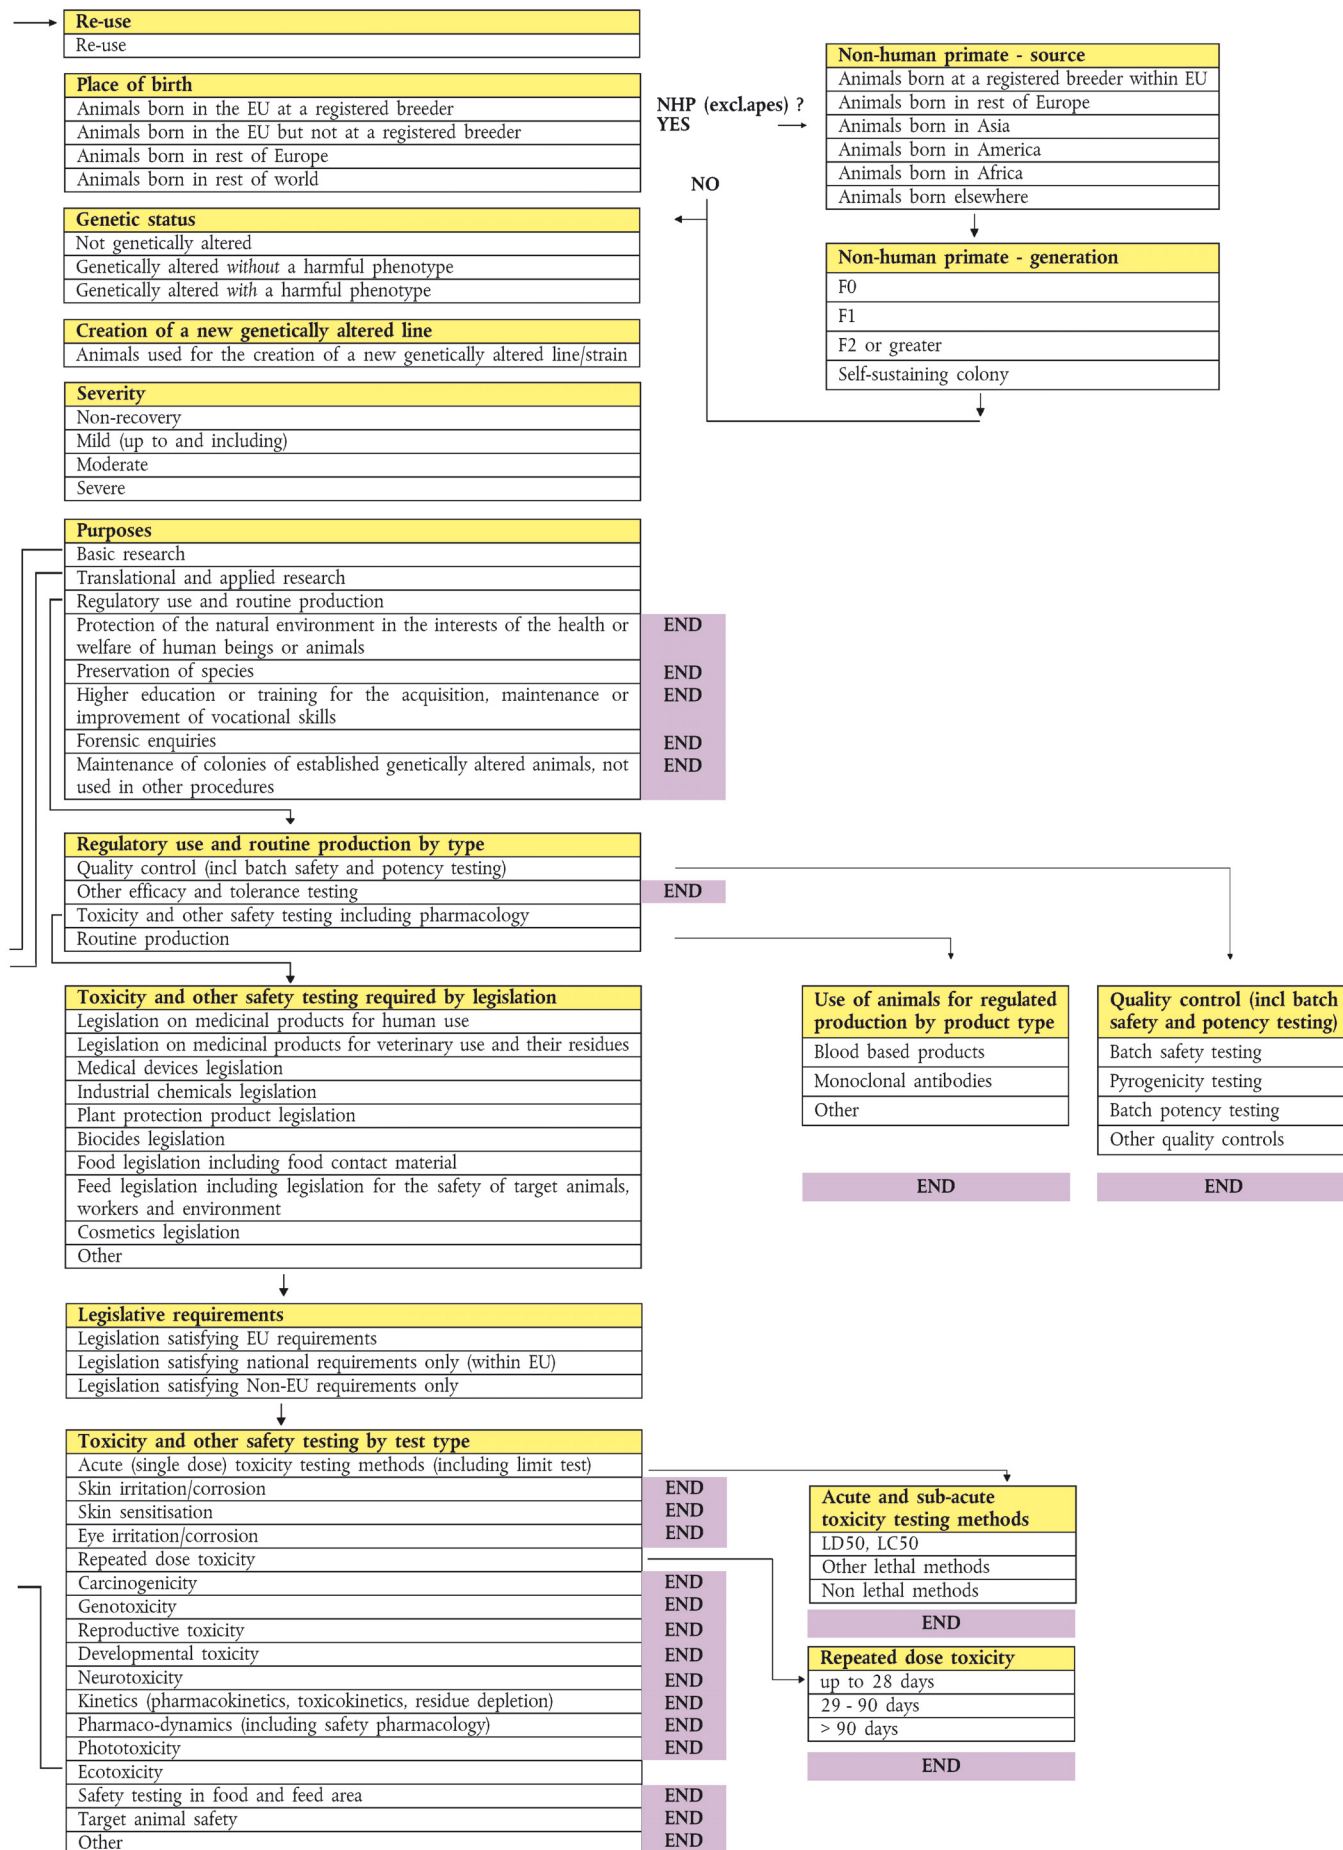 Re-use
Re-use
Place of birth
Animals born in the EU at a registered breeder
Animals born in the EU but not at a registered breeder
Animals born in rest of Europe
Animals born in rest of world
NHP (excl.apes) ?
YES
NO
Non-human primate - source
Animals born at a registered breeder within EU
Animals born in rest of Europe
Animals born in Asia
Animals born in America
Animals born in Africa
Animals born elsewhere
Non-human primate - generation
F0
F1
F2 or greater
Self-sustaining colony
Genetic status
Not genetically altered
Genetically altered without a harmful phenotype
Genetically altered with a harmful phenotype
Creation of a new genetically altered line
Animals used for the creation of a new genetically altered line/strain
Severity
Non-recovery
Mild (up to and including)
Moderate
Severe
Purposes
Basic research
Translational and applied research
Regulatory use and routine production
Protection of the natural environment in the interests of the health or END
welfare of human beings or animals
Preservation of species END
Higher education or training for the acquisition, maintenance or END
improvement of vocational skills
Forensic enquiries END
Maintenance of colonies of established genetically altered animals, not END
used in other procedures
Regulatory use and routine production by type
Quality control (incl batch safety and potency testing)
Other efficacy and tolerance testing END
Toxicity and other safety testing including pharmacology
Routine production
Toxicity and other safety testing required by legislation
Legislation on medicinal products for human use
Legislation on medicinal products for veterinary use and their residues
Medical devices legislation
Industrial chemicals legislation
Plant protection product legislation
Biocides legislation
Food legislation including food contact material
Feed legislation including legislation for the safety of target animals,
workers and environment
Cosmetics legislation
Other
Use of animals for regulated
production by product type
Blood based products
Monoclonal antibodies
Other
END
Quality control (incl batch
safety and potency testing)
Batch safety testing
Pyrogenicity testing
Batch potency testing
Other quality controls
END
Legislative requirements
Legislation satisfying EU requirements
Legislation satisfying national requirements only (within EU)
Legislation satisfying Non-EU requirements only
Toxicity and other safety testing by test type
Acute (single dose) toxicity testing methods (including limit test)
Skin irritation/corrosion END
Skin sensitisation END
Eye irritation/corrosion END
Repeated dose toxicity
Carcinogenicity END
Genotoxicity END
Reproductive toxicity END
Developmental toxicity END
Neurotoxicity END
Kinetics (pharmacokinetics, toxicokinetics, residue depletion) END
Pharmaco-dynamics (including safety pharmacology) END
Phototoxicity END
Ecotoxicity
Safety testing in food and feed area END
Target animal safety END
Other END
Acute and sub-acute
toxicity testing methods
LD50, LC50
Other lethal methods
Non lethal methods
END
Repeated dose toxicity
up to 28 days
29 - 90 days
> 90 days
END